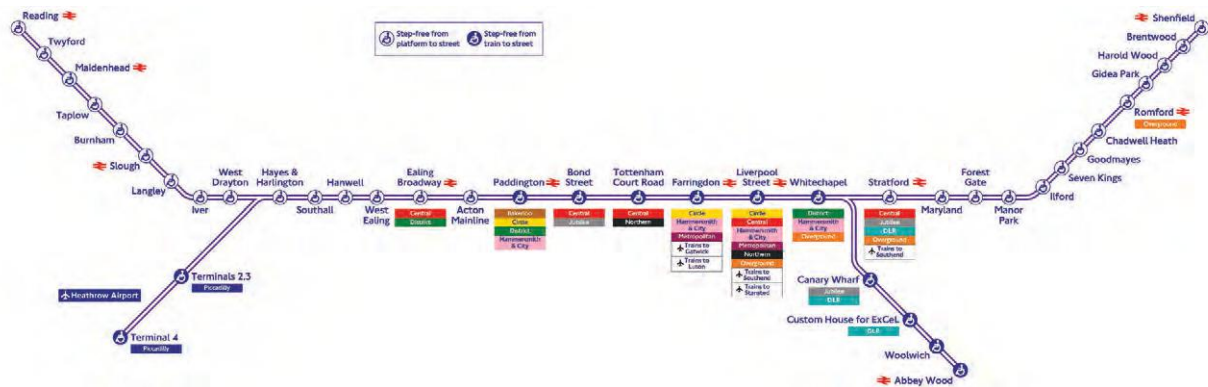 Reading
Twyford
Maidenhead
Taplow
Burnham
Slough
Langley
Iver
West
Drayton
Hayes &
Harlington
Southall
Hanwell
West
Ealing
Ealing
Broadway
Central
District
Acton
Mainline
Paddington
Bakerloo
Circle
District
Hammersmith
& City
Bond
Street
Central
Jubilee
Tottenham
Court Road
Central
Northern
Farringdon
Circle
Hammersmith
& City
Metropolitan
Trains to
Gatwick
Trains to
Luton
Liverpool
Street
Circle
Central
Hammersmith
& City
Metropolitan
Northern
Overground
Trains to
Southend
Trains to
Stansted
Whitechapel
District
Hammersmith
& City
Overground
Stratford
Central
Jubilee
DLR
Overground
Trains to
Southend
Maryland
Forest
Gate
Manor
Park
Ilford
Seven Kings
Goodmayes
Chadwell Heath
Romford
Overground
Gidea Park
Harold Wood
Brentwood
Shenfield
Step-free from
platform to street
Step-free from
train to street
Heathrow Airport
Terminals 2,3
Piccadilly
Terminal 4
Piccadilly
Canary Wharf
Jubilee
DLR
Custom House for ExCeL
DLR
Woolwich
Abbey Wood